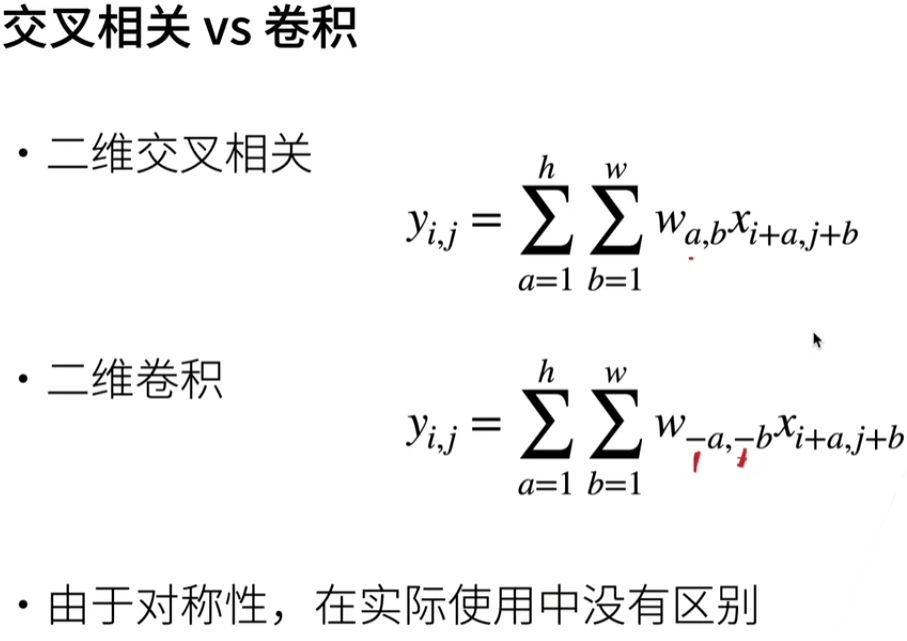 交叉相关 vs 卷积
• 二维交叉相关
$y_{i,j} = \sum_{a=1}^{h} \sum_{b=1}^{w} w_{a,b} x_{i+a,j+b}$
• 二维卷积
$y_{i,j} = \sum_{a=1}^{h} \sum_{b=1}^{w} w_{-a,-b} x_{i+a,j+b}$
• 由于对称性，在实际使用中没有区别